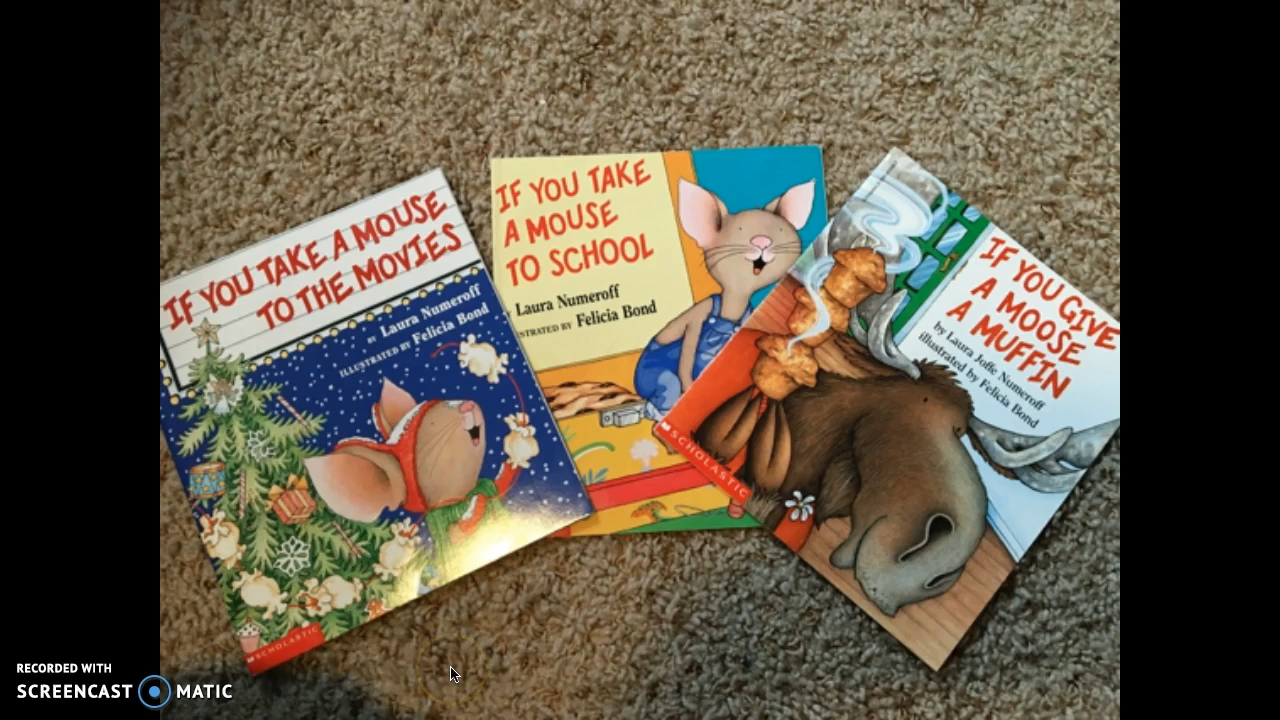 IF YOU TAKE A MOUSE
TO THE MOVIES
BY Laura Numeroff
ILLUSTRATED BY Felicia Bond
SCHOLASTIC
IF YOU TAKE
A MOUSE
TO SCHOOL
Laura Numeroff
STRATED BY Felicia Bond
IF YOU GIVE
A MOOSE
A MUFFIN
by Laura Joffe Numeroff
illustrated by Felicia Bond
SCHOLASTIC
RECORDED WITH
SCREENCAST MATIC